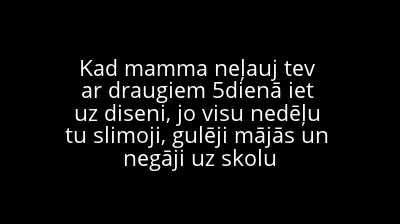 Kad mamma neļauj tev
ar draugiem 5dienā iet
uz diseni, jo visu nedēļu
tu slimoji, gulēji mājās un
negāji uz skolu